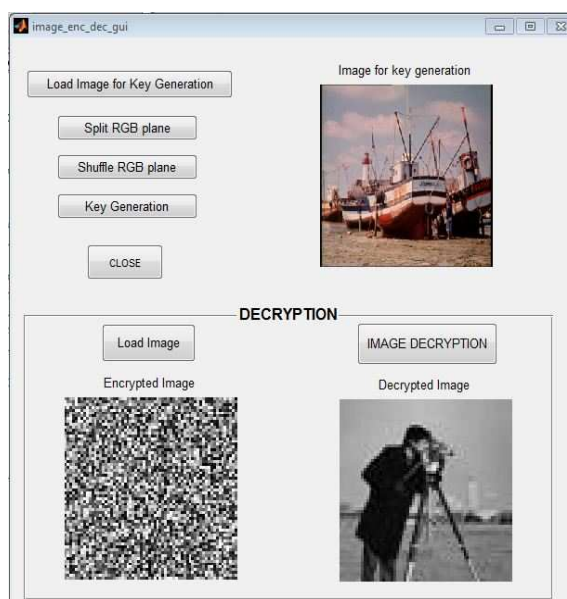 image_enc_dec_gui
Load Image for Key Generation
Image for key generation
Split RGB plane
Shuffle RGB plane
Key Generation
CLOSE
DECRYPTION
Load Image
IMAGE DECRYPTION
Encrypted Image
Decrypted Image